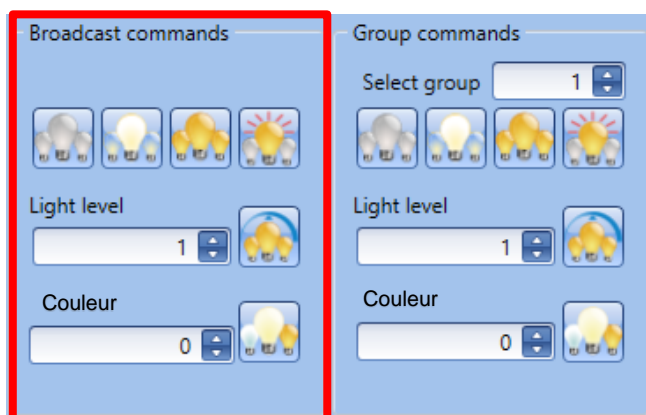 Broadcast commands
Light level
1
Couleur
0
Group commands
Select group 1
Light level
1
Couleur
0